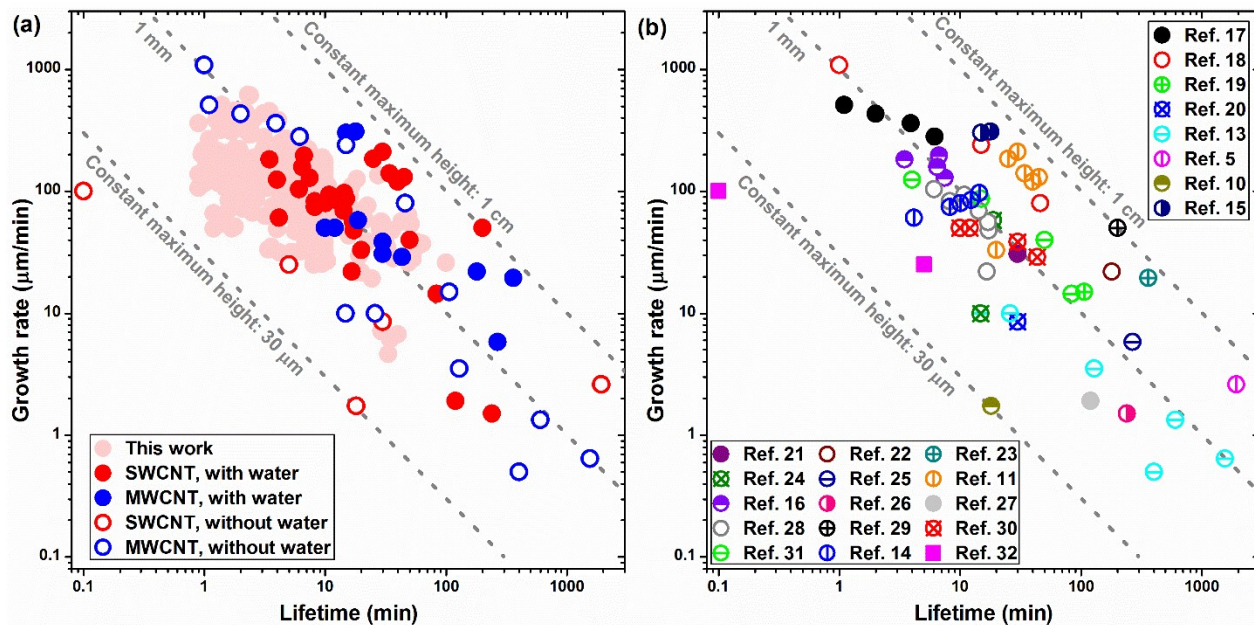 (a)
1 mm
Constant maximum height: 1 cm
Constant maximum height: 30 μm
Growth rate (μm/min)
1000
100
10
1
0.1
This work
SWCNT, with water
MWCNT, with water
SWCNT, without water
MWCNT, without water
0.1 1 10 100 1000
Lifetime (min)
(b)
1 mm
Constant maximum height: 1 cm
Constant maximum height: 30 μm
Growth rate (μm/min)
1000
100
10
1
0.1
Ref. 17
Ref. 18
Ref. 19
Ref. 20
Ref. 13
Ref. 5
Ref. 10
Ref. 15
Ref. 21 Ref. 22 Ref. 23
Ref. 24 Ref. 25 Ref. 11
Ref. 16 Ref. 26 Ref. 27
Ref. 28 Ref. 29 Ref. 30
Ref. 31 Ref. 14 Ref. 32
0.1 1 10 100 1000
Lifetime (min)